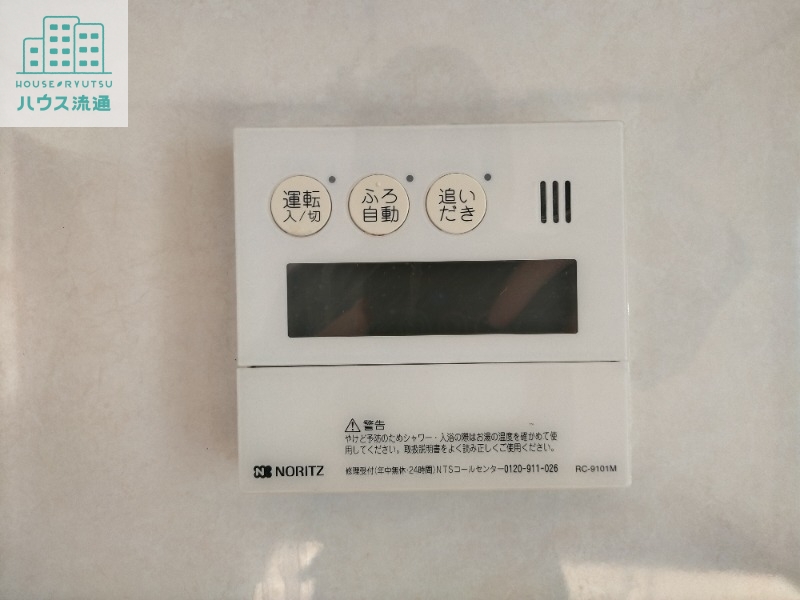 HOUSE RYUTSU
ハウス流通
運転
入/切
ふろ
自動
追い
だき
警告
やけど予防のためシャワー・入浴の際はお湯の温度を確かめて使
用してください。取扱説明書をよく読み正しくご使用ください。
NORITZ
修理受付(年中無休・24時間)NTSコールセンター0120-911-026
RC-9101M